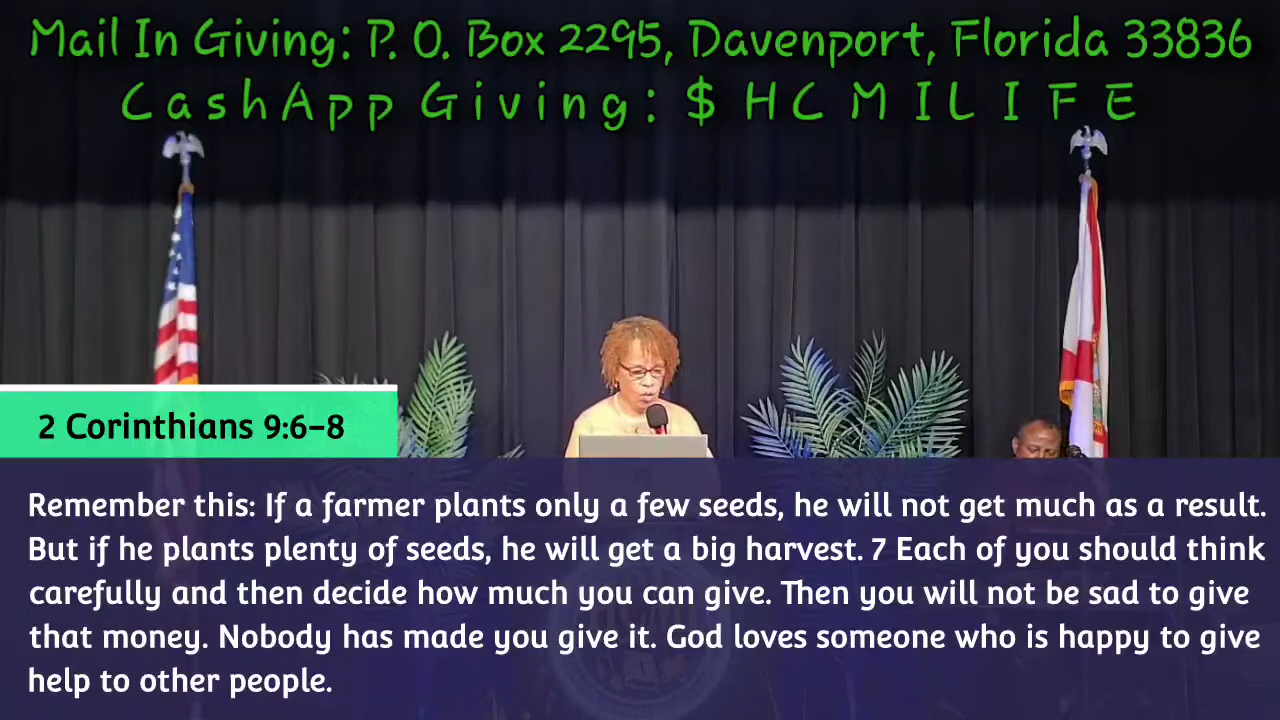 Mail In Giving: P. O. Box 2295, Davenport, Florida 33836
CashApp Giving: $HCMILIFE
2 Corinthians 9:6-8
Remember this: If a farmer plants only a few seeds, he will not get much as a result.
But if he plants plenty of seeds, he will get a big harvest. 7 Each of you should think
carefully and then decide how much you can give. Then you will not be sad to give
that money. Nobody has made you give it. God loves someone who is happy to give
help to other people.